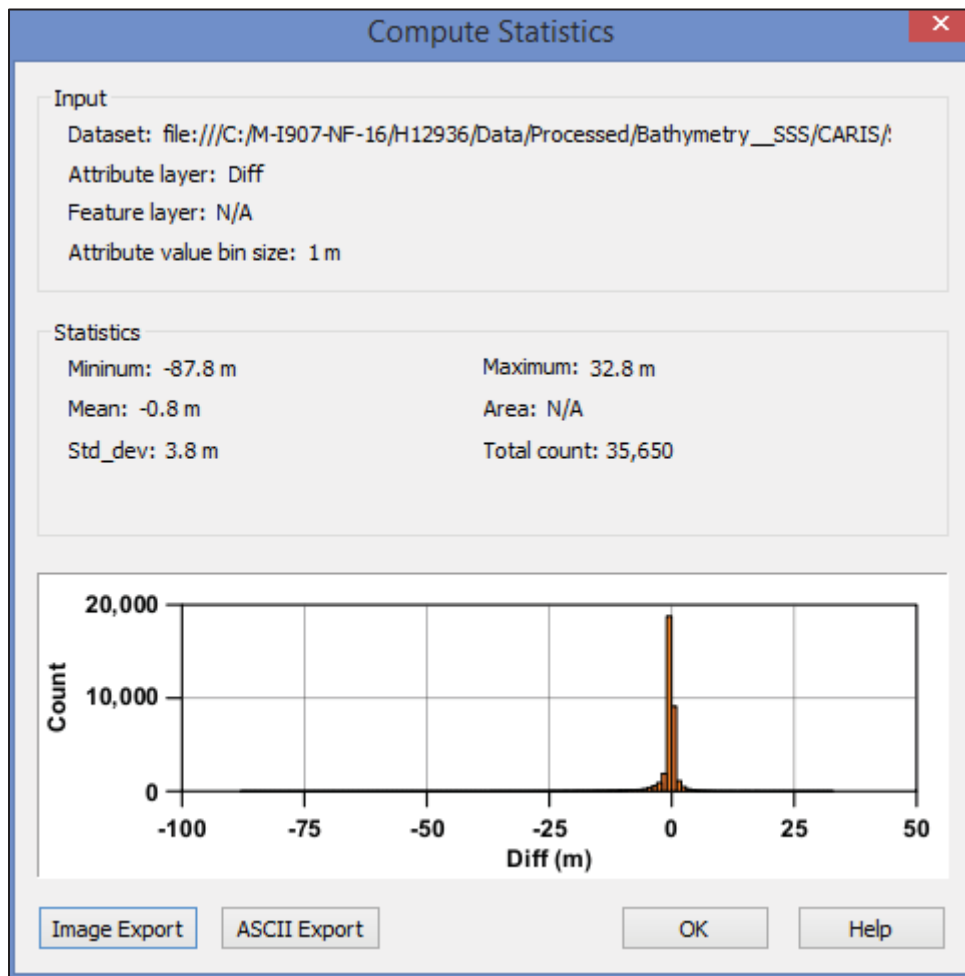 Compute Statistics
Input
Dataset: file:///C:/M-I907-NF-16/H12936/Data/Processed/Bathymetry__SSS/CARIS/
Attribute layer: Diff
Feature layer: N/A
Attribute value bin size: 1 m
Statistics
Mininum: -87.8 m
Maximum: 32.8 m
Mean: -0.8 m
Area: N/A
Std_dev: 3.8 m
Total count: 35,650
20,000
10,000
0
Count
-100 -75 -50 -25 0 25 50
Diff (m)
Image Export
ASCII Export
OK
Help